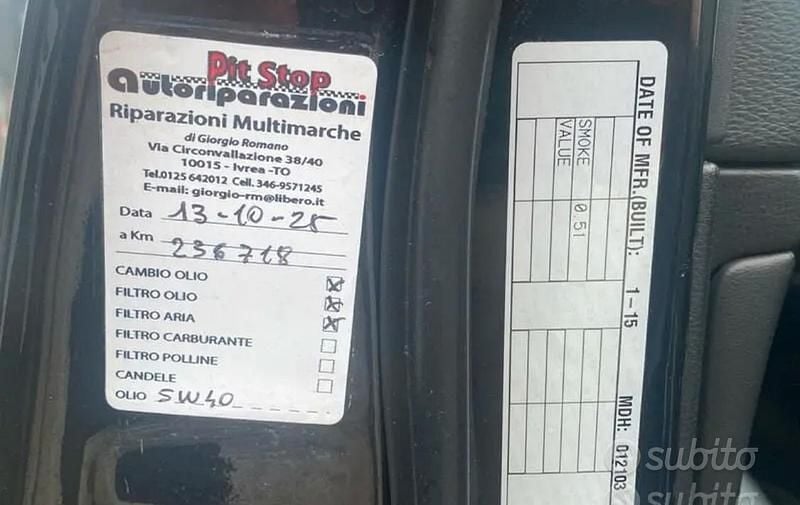 Pit Stop
autoriparazioni
Riparazioni Multimarche
di Giorgio Romano
Via Circonvallazione 38/40
10015 - Ivrea -TO
Tel.0125 642012 Cell. 346-9571245
E-mail: giorgio-rm@libero.it
Data 13-10-25
a Km 236718
CAMBIO OLIO
FILTRO OLIO
FILTRO ARIA
FILTRO CARBURANTE
FILTRO POLLINE
CANDELE
OLIO 5W40
DATE OF MFR.(BUILT): 1-15 MDH: 012103
SMOKE 0.51
VALUE
subito
subito